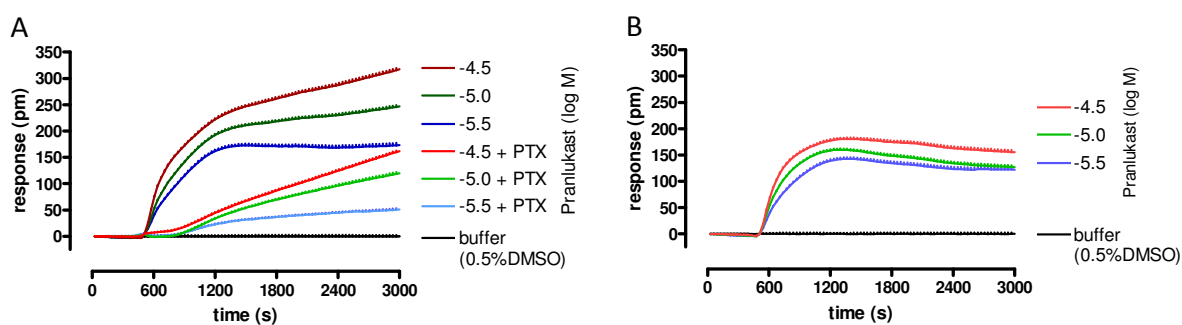 A
350
300
250
200
150
100
50
0
response (pm)
0 600 1200 1800 2400 3000
time (s)
-4.5
-5.0
-5.5
-4.5 + PTX
-5.0 + PTX
-5.5 + PTX
buffer
(0.5%DMSO)
Pranlukast (log M)
B
350
300
250
200
150
100
50
0
response (pm)
0 600 1200 1800 2400 3000
time (s)
-4.5
-5.0
-5.5
buffer
(0.5%DMSO)
Pranlukast (log M)